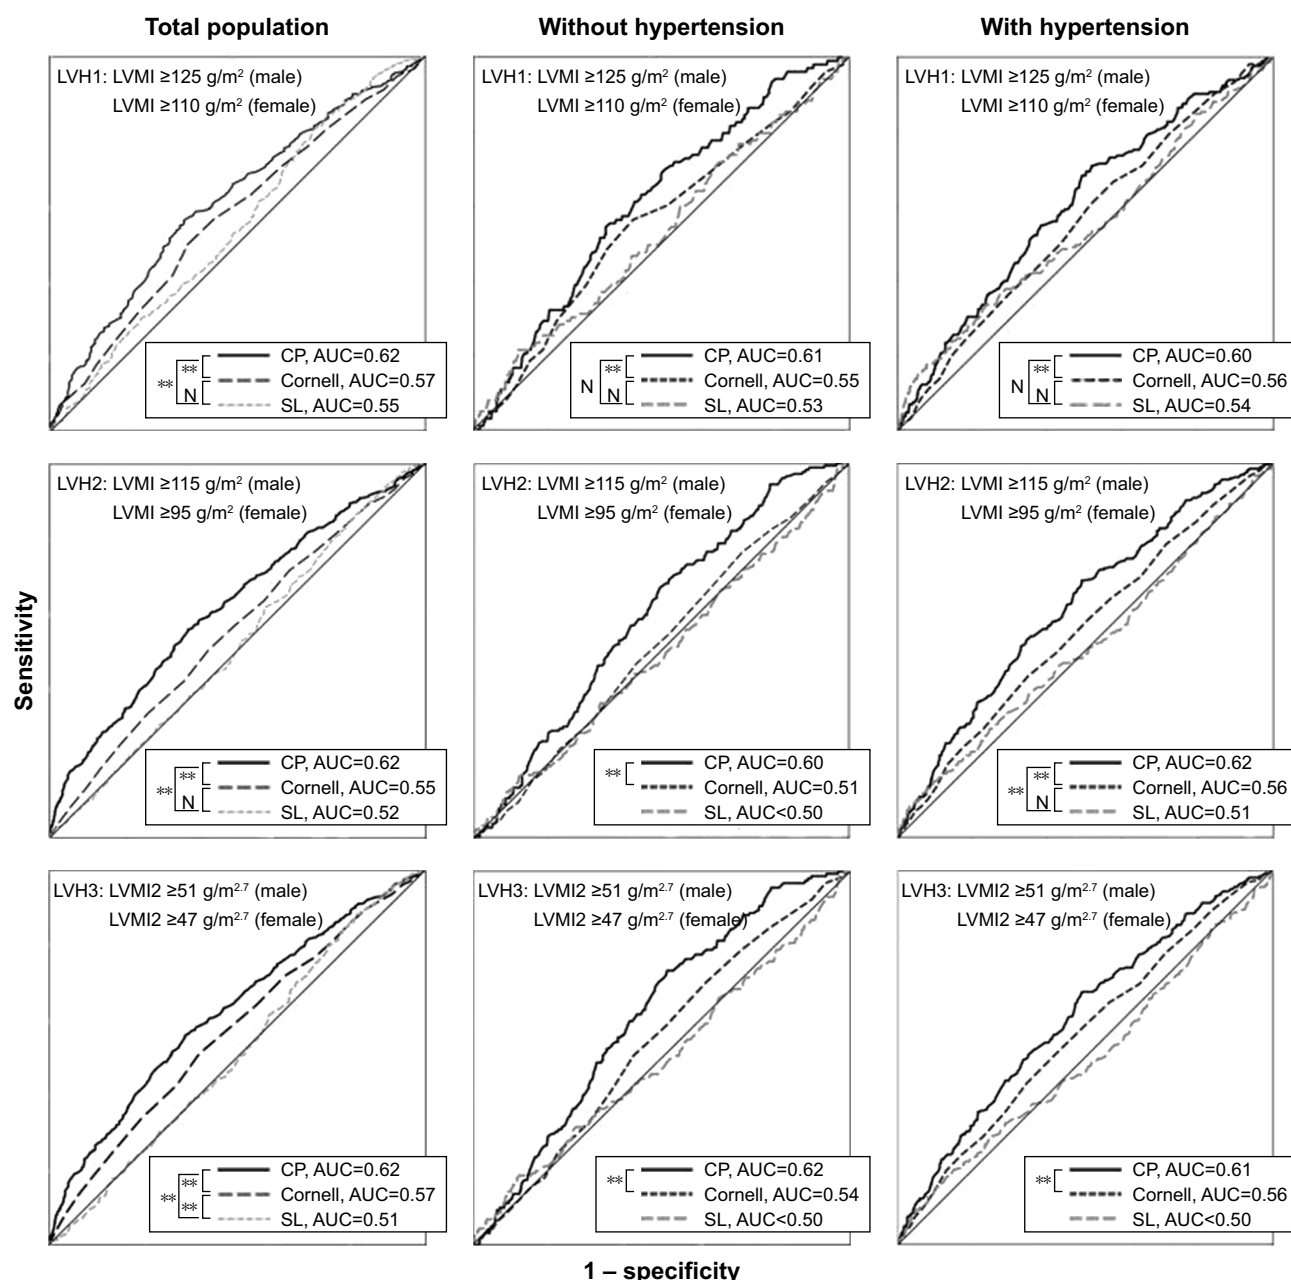 Total population
Without hypertension
With hypertension
LVH1: LVMI ≥125 g/m² (male)
LVMI ≥110 g/m² (female)
** ** N
CP, AUC=0.62
Cornell, AUC=0.57
SL, AUC=0.55
LVH1: LVMI ≥125 g/m² (male)
LVMI ≥110 g/m² (female)
N ** N
CP, AUC=0.61
Cornell, AUC=0.55
SL, AUC=0.53
LVH1: LVMI ≥125 g/m² (male)
LVMI ≥110 g/m² (female)
N ** N
CP, AUC=0.60
Cornell, AUC=0.56
SL, AUC=0.54
Sensitivity
LVH2: LVMI ≥115 g/m² (male)
LVMI ≥95 g/m² (female)
** ** N
CP, AUC=0.62
Cornell, AUC=0.55
SL, AUC=0.52
LVH2: LVMI ≥115 g/m² (male)
LVMI ≥95 g/m² (female)
**
CP, AUC=0.60
Cornell, AUC=0.51
SL, AUC<0.50
LVH2: LVMI ≥115 g/m² (male)
LVMI ≥95 g/m² (female)
** ** N
CP, AUC=0.62
Cornell, AUC=0.56
SL, AUC=0.51
LVH3: LVMI2 ≥51 g/m²·⁷ (male)
LVMI2 ≥47 g/m²·⁷ (female)
** ** **
CP, AUC=0.62
Cornell, AUC=0.57
SL, AUC=0.51
LVH3: LVMI2 ≥51 g/m²·⁷ (male)
LVMI2 ≥47 g/m²·⁷ (female)
**
CP, AUC=0.62
Cornell, AUC=0.54
SL, AUC<0.50
LVH3: LVMI2 ≥51 g/m²·⁷ (male)
LVMI2 ≥47 g/m²·⁷ (female)
**
CP, AUC=0.61
Cornell, AUC=0.56
SL, AUC<0.50
1 – specificity